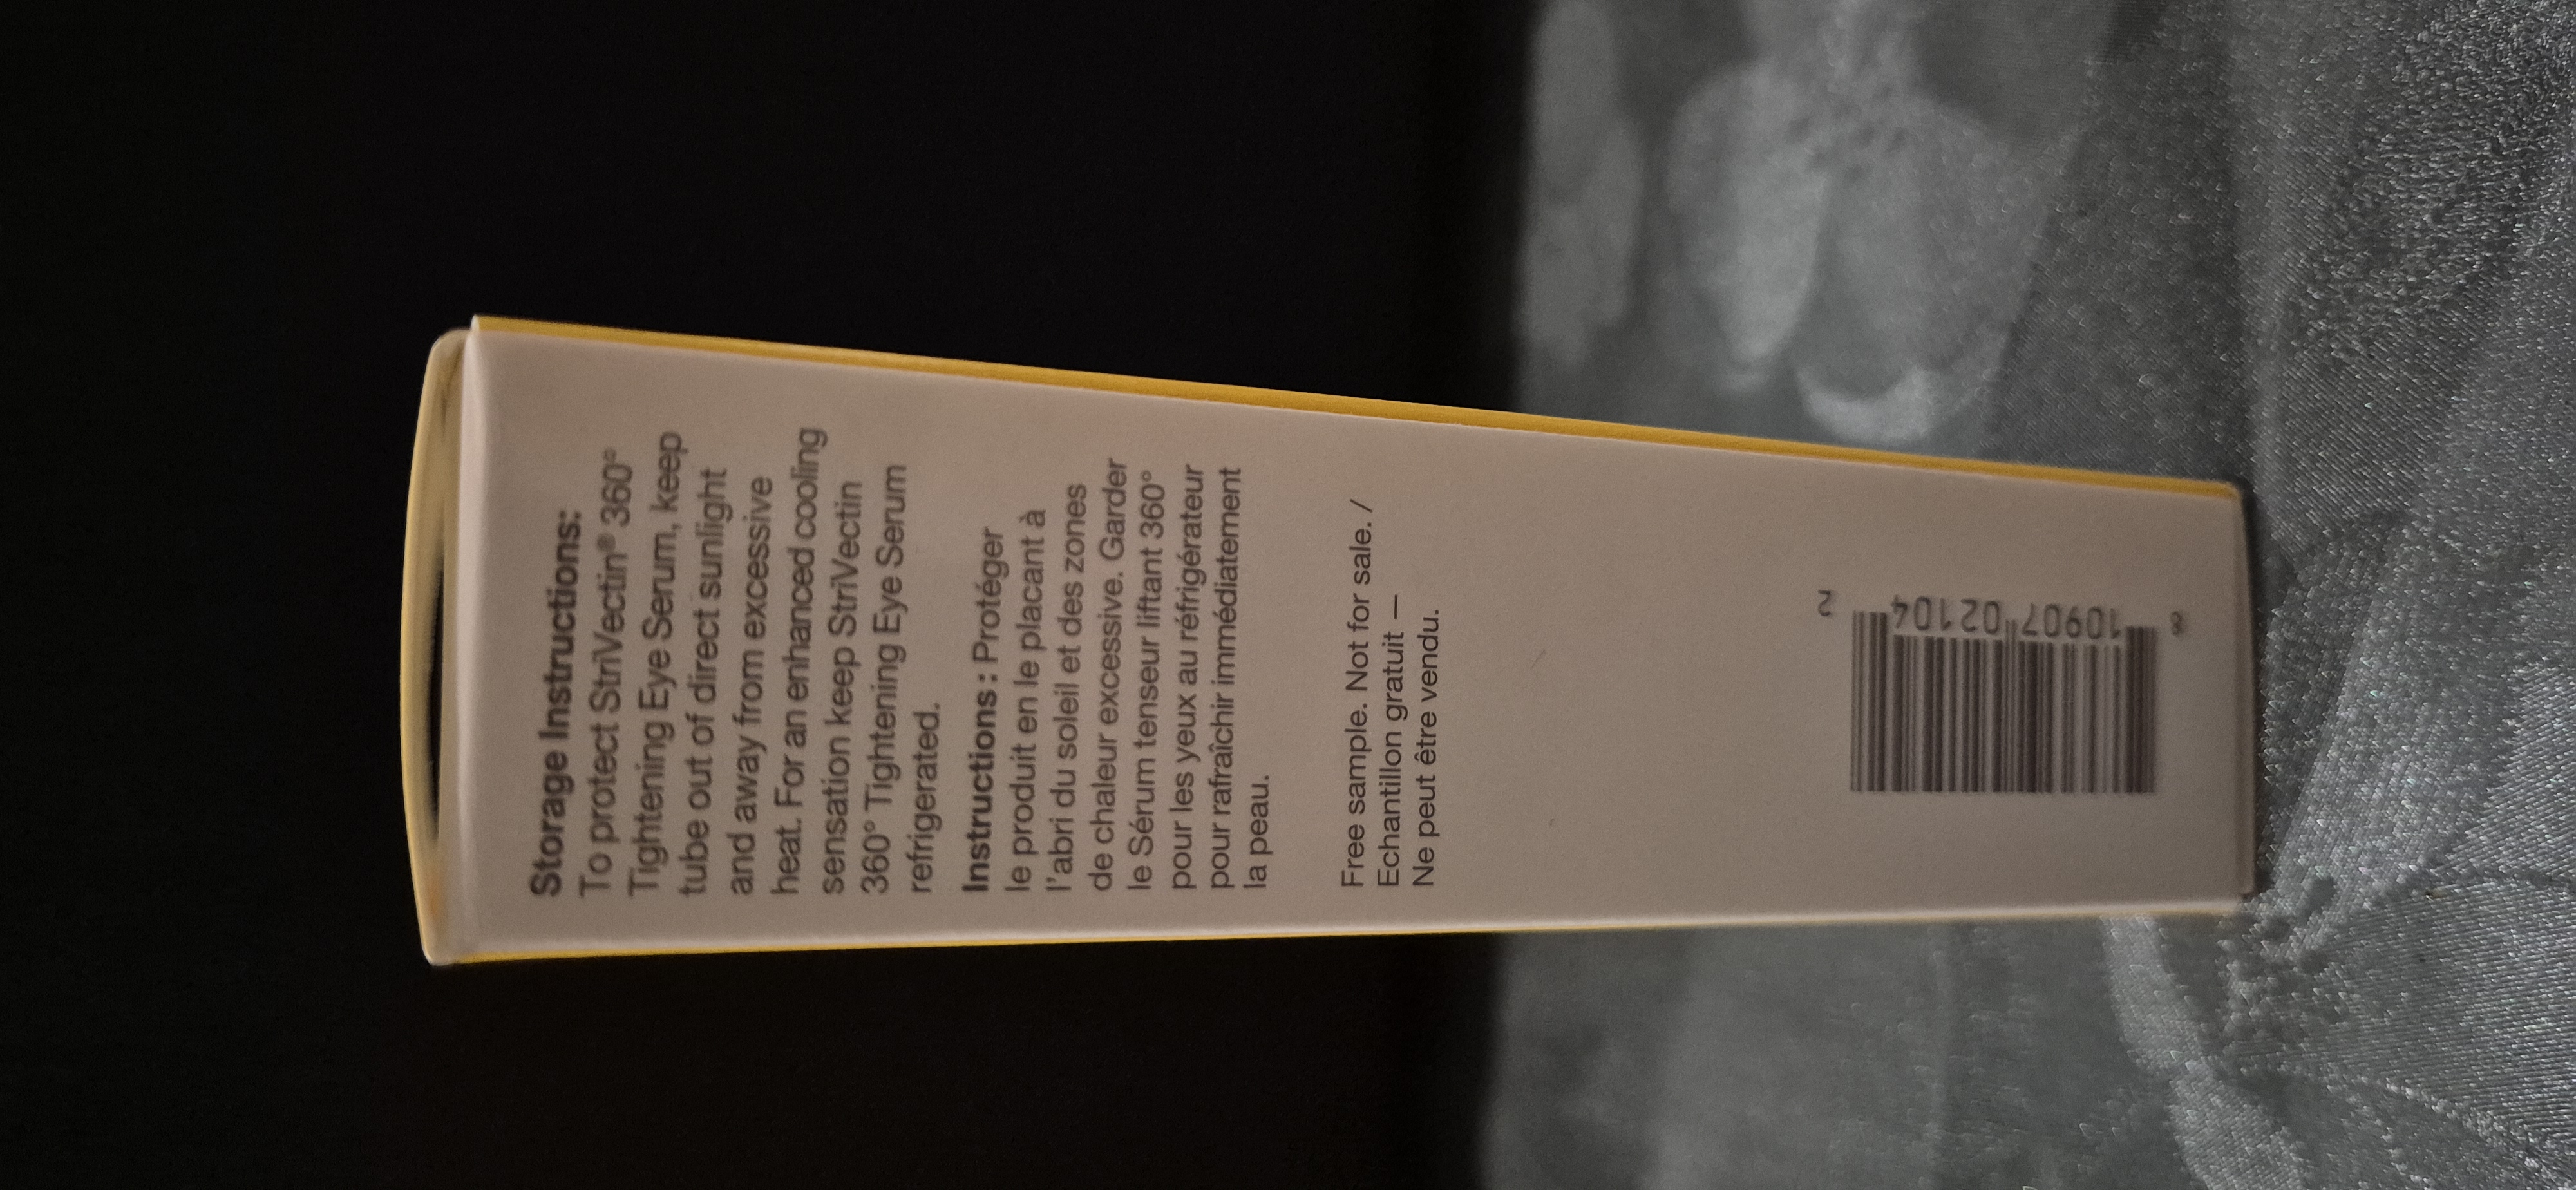 Storage Instructions:
To protect StriVectin® 360°
Tightening Eye Serum, keep
tube out of direct sunlight
and away from excessive
heat. For an enhanced cooling
sensation keep StriVectin
360° Tightening Eye Serum
refrigerated.
Instructions : Protéger
le produit en le placant à
l'abri du soleil et des zones
de chaleur excessive. Garder
le Sérum tenseur liftant 360°
pour les yeux au réfrigérateur
pour rafraîchir immédiatement
la peau.
Free sample. Not for sale. /
Echantillon gratuit —
Ne peut être vendu.
8 10907 02104 2